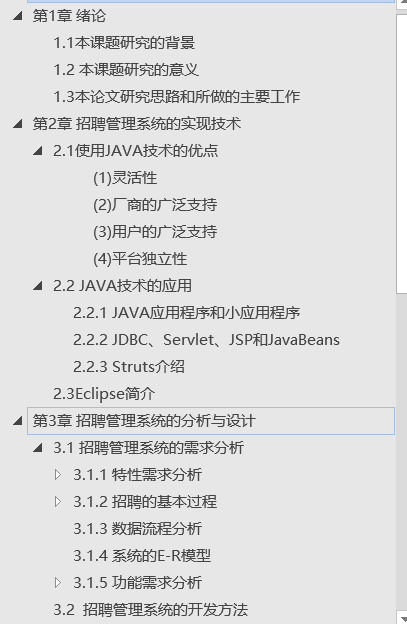 第1章 绪论
1.1本课题研究的背景
1.2 本课题研究的意义
1.3本论文研究思路和所做的主要工作
第2章 招聘管理系统的实现技术
2.1使用JAVA技术的优点
(1)灵活性
(2)厂商的广泛支持
(3)用户的广泛支持
(4)平台独立性
2.2 JAVA技术的应用
2.2.1 JAVA应用程序和小应用程序
2.2.2 JDBC、Servlet、JSP和JavaBeans
2.2.3 Struts介绍
2.3Eclipse简介
第3章 招聘管理系统的分析与设计
3.1 招聘管理系统的需求分析
3.1.1 特性需求分析
3.1.2 招聘的基本过程
3.1.3 数据流程分析
3.1.4 系统的E-R模型
3.1.5 功能需求分析
3.2 招聘管理系统的开发方法